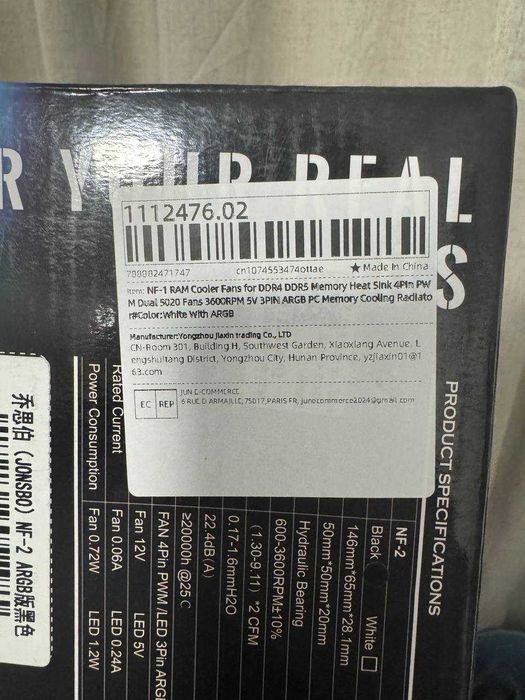 R YOUR REAL
S
1112476.02
788882471747
cn1074553474ottae
★ Made In China
Item: NF-1 RAM Cooler Fans for DDR4 DDR5 Memory Heat Sink 4Pin PW
M Dual 5020 Fans 3600RPM 5V 3PIN ARGB PC Memory Cooling Radiato
r#Color:White With ARGB
Manufacturer:Yongzhou Jiaxin trading Co., LTD
CN-Room 301, Building H, Southwest Garden, Xiaoxiang Avenue, L
engshuitang District, Yongzhou City, Hunan Province, yzjiaxin01@1
63.com
EC REP
JUN E-COMMERCE
6 RUE D ARMAILLE,75017,PARIS FR, junecommerce2024@gmail.com
PRODUCT SPECIFICATIONS
NF-2
Black White
146mm*65mm*28.1mm
50mm*50mm*20mm
Hydraulic Bearing
600-3600RPM±10%
(1.30-9.11) *2 CFM
0.17-1.6mmH2O
22.4dB(A)
≥20000h @25℃
FAN 4Pin PWM /LED 3Pin ARG
Fan 12V LED 5V
Rated Current Fan 0.06A LED 0.24A
Power Consumption Fan 0.72W LED 1.2W
乔思伯 (JONSBO) NF-2 ARGB版黑色